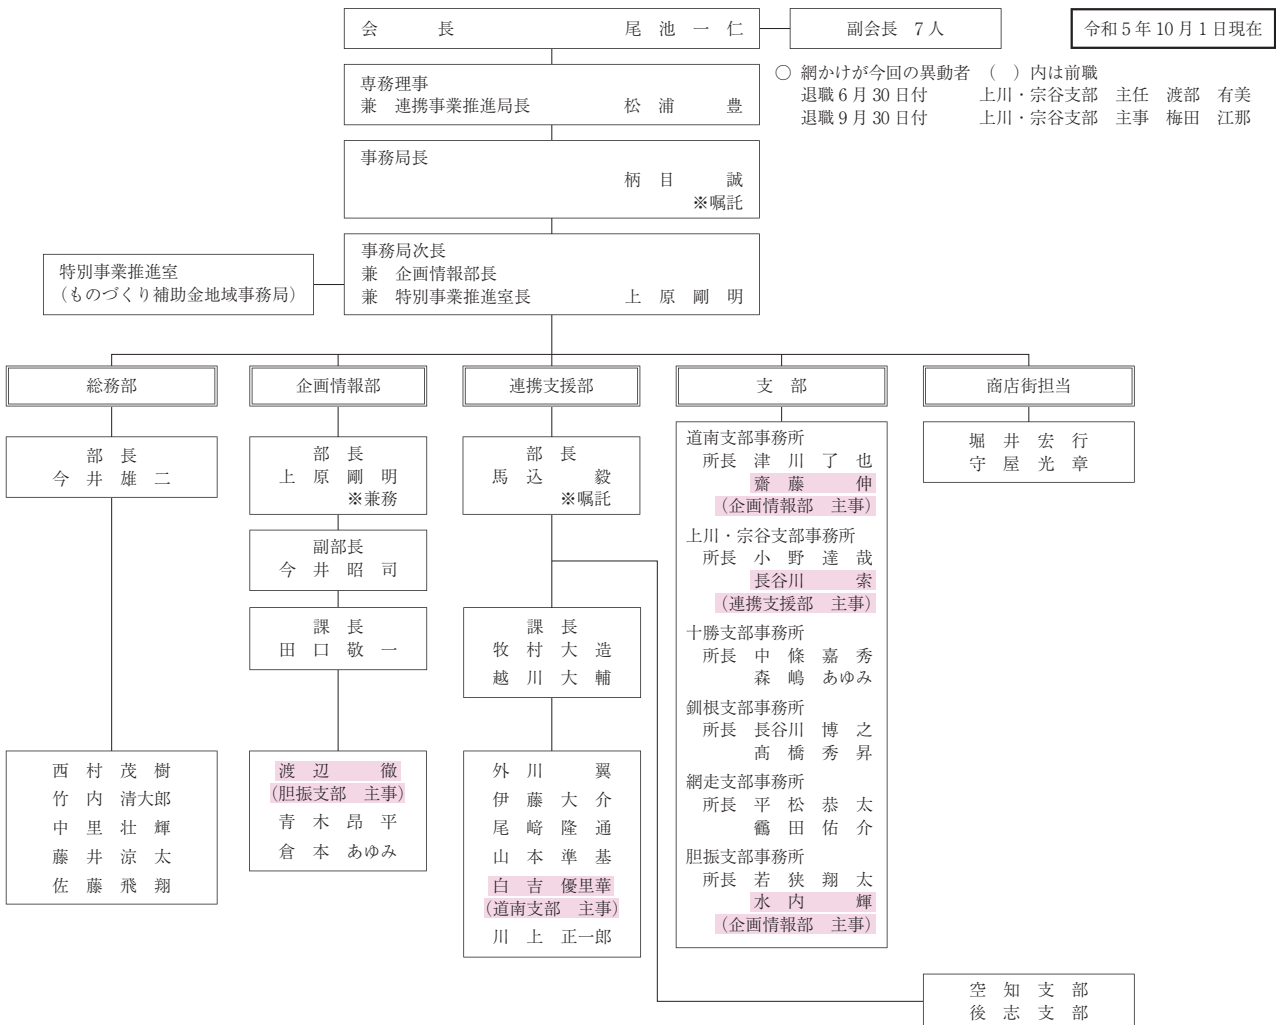 会長 尾池一仁
副会長 7人
令和5年10月1日現在
○ 網かけが今回の異動者 （ ）内は前職
退職6月30日付 上川・宗谷支部 主任 渡部 有美
退職9月30日付 上川・宗谷支部 主事 梅田 江那
専務理事
兼 連携事業推進局長 松浦 豊
事務局長
柄目 誠
※嘱託
事務局次長
兼 企画情報部長
兼 特別事業推進室長 上原剛明
特別事業推進室
（ものづくり補助金地域事務局）
総務部
部長
今井雄二
西村茂樹
竹内清太郎
中里壮輝
藤井涼太
佐藤飛翔
企画情報部
部長
上原剛明
※兼務
副部長
今井昭司
課長
田口敬一
渡辺 徹
（胆振支部 主事）
青木昂平
倉本あゆみ
連携支援部
部長
馬込 毅
※嘱託
課長
牧村大造
越川大輔
外川 翼
伊藤大介
尾﨑隆通
山本準基
白吉優里華
（道南支部 主事）
川上正一郎
支部
道南支部事務所
所長 津川了也
齋藤 伸
（企画情報部 主事）
上川・宗谷支部事務所
所長 小野達哉
長谷川 索
（連携支援部 主事）
十勝支部事務所
所長 中條嘉秀
森嶋あゆみ
釧根支部事務所
所長 長谷川博之
髙橋秀昇
網走支部事務所
所長 平松恭太
鶴田佑介
胆振支部事務所
所長 若狭翔太
水内 輝
（企画情報部 主事）
商店街担当
堀井宏行
守屋光章
空知支部
後志支部